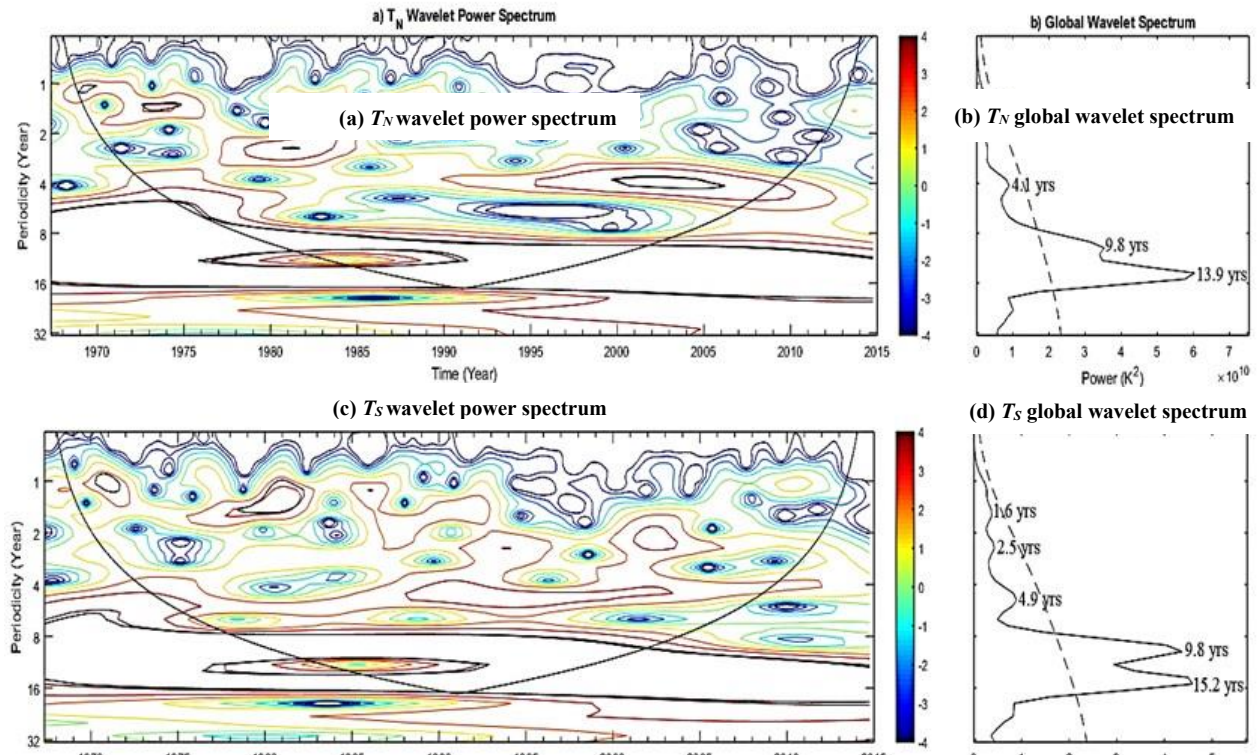 a) T_N Wavelet Power Spectrum
b) Global Wavelet Spectrum
(a) T_N wavelet power spectrum
(b) T_N global wavelet spectrum
Periodicity (Year)
1
2
4
8
16
32
1970
1975
1980
1985
1990
1995
2000
2005
2010
2015
Time (Year)
4
3
2
1
0
-1
-2
-3
-4
4.1 yrs
9.8 yrs
13.9 yrs
0
1
2
3
4
5
6
7
Power (K²)
×10^10
(c) T_S wavelet power spectrum
(d) T_S global wavelet spectrum
Periodicity (Year)
1
2
4
8
16
32
4
3
2
1
0
-1
-2
-3
-4
1.6 yrs
2.5 yrs
4.9 yrs
9.8 yrs
15.2 yrs